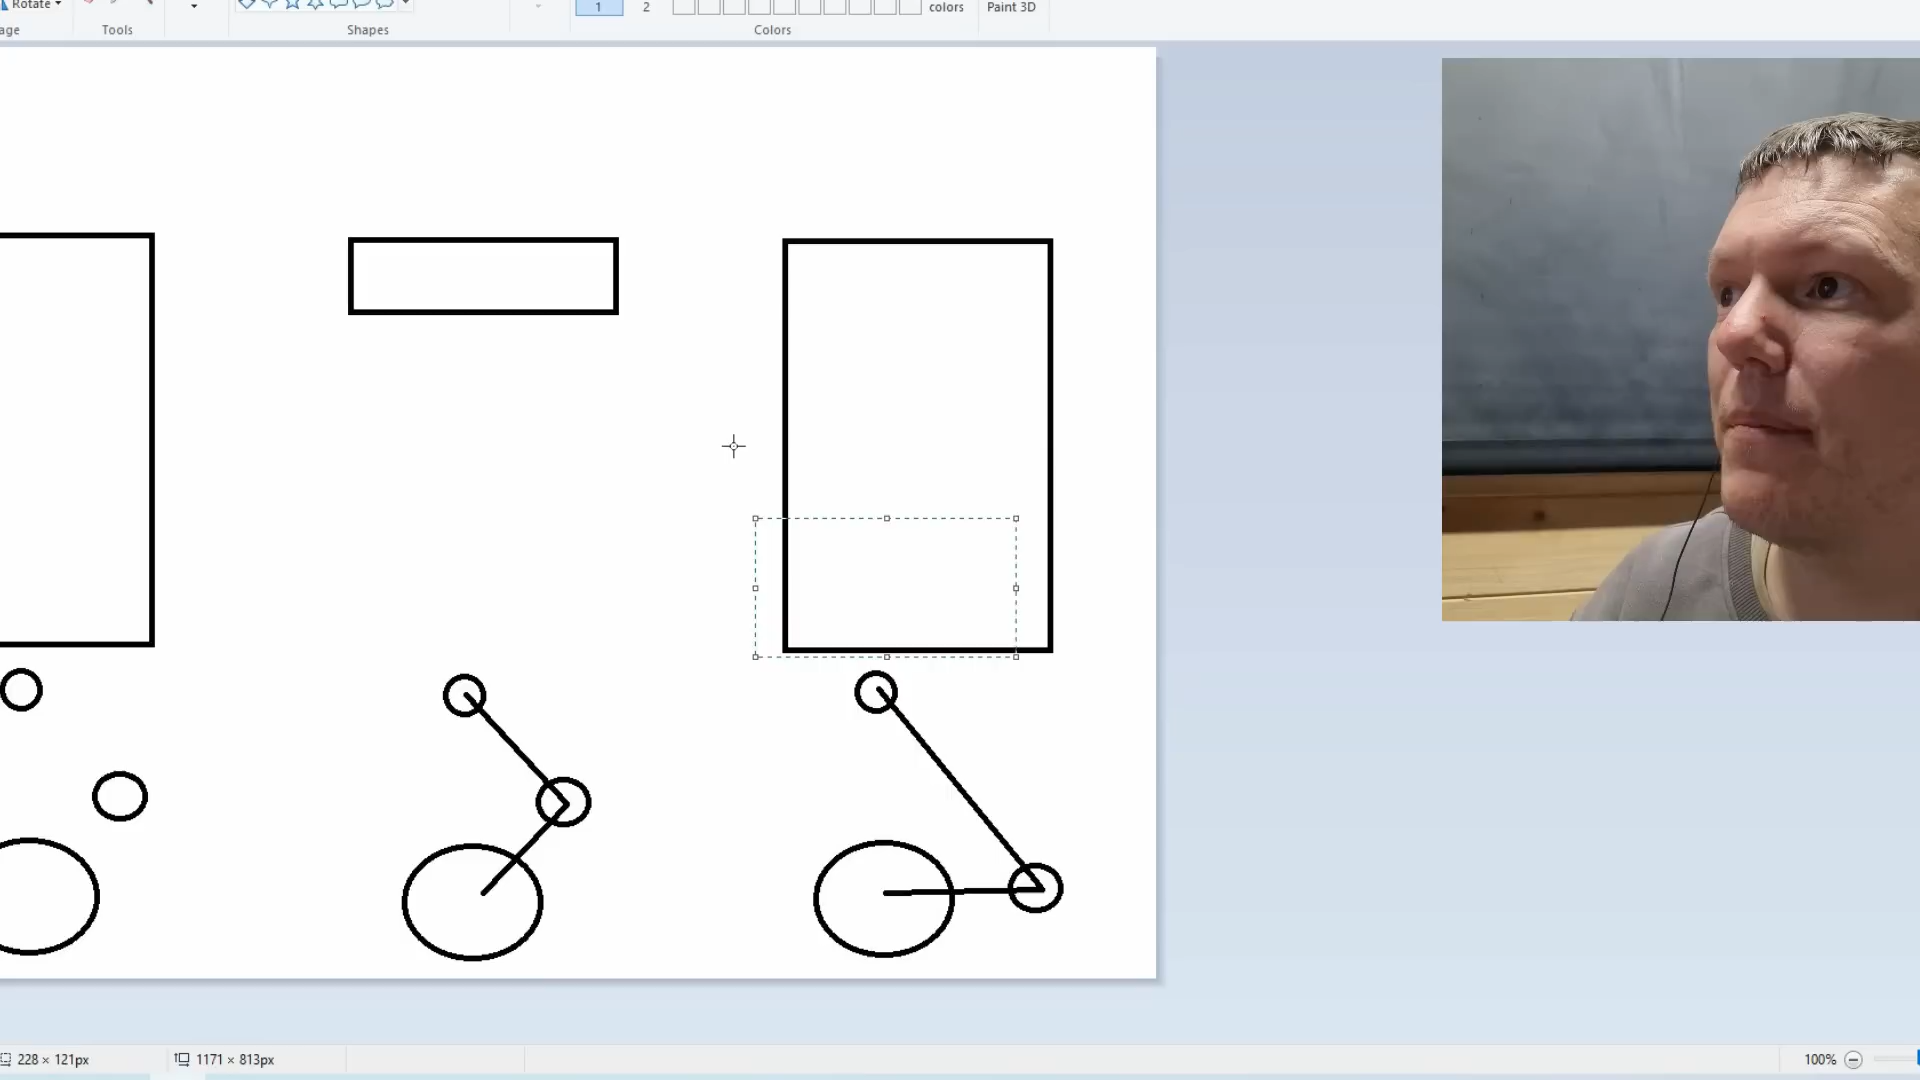 Rotate
1
2
colors
Paint 3D
age
Tools
Shapes
Colors
228 × 121px
1171 × 813px
100%